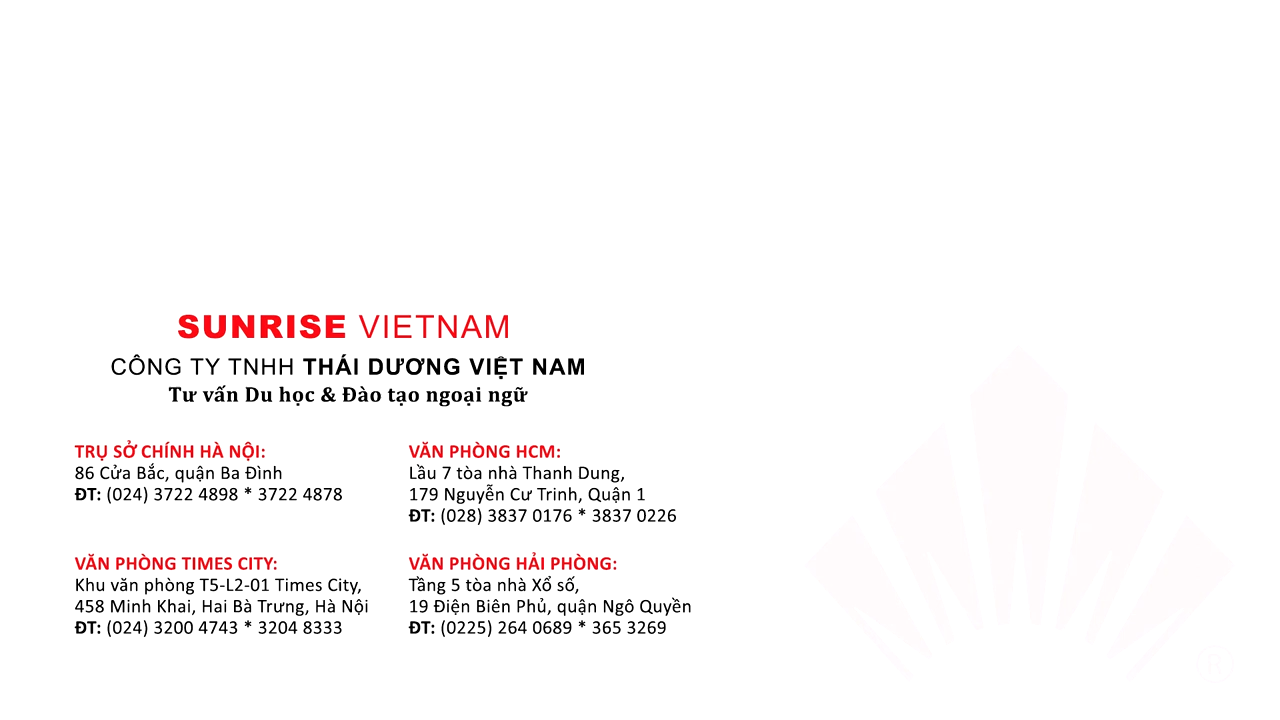 SUNRISE VIETNAM
CÔNG TY TNHH THÁI DƯƠNG VIỆT NAM
Tư vấn Du học & Đào tạo ngoại ngữ
TRỤ SỞ CHÍNH HÀ NỘI:
86 Cửa Bắc, quận Ba Đình
ĐT: (024) 3722 4898 * 3722 4878
VĂN PHÒNG HCM:
Lầu 7 tòa nhà Thanh Dung,
179 Nguyễn Cư Trinh, Quận 1
ĐT: (028) 3837 0176 * 3837 0226
VĂN PHÒNG TIMES CITY:
Khu văn phòng T5-L2-01 Times City,
458 Minh Khai, Hai Bà Trưng, Hà Nội
ĐT: (024) 3200 4743 * 3204 8333
VĂN PHÒNG HẢI PHÒNG:
Tầng 5 tòa nhà Xổ số,
19 Điện Biên Phủ, quận Ngô Quyền
ĐT: (0225) 264 0689 * 365 3269
®